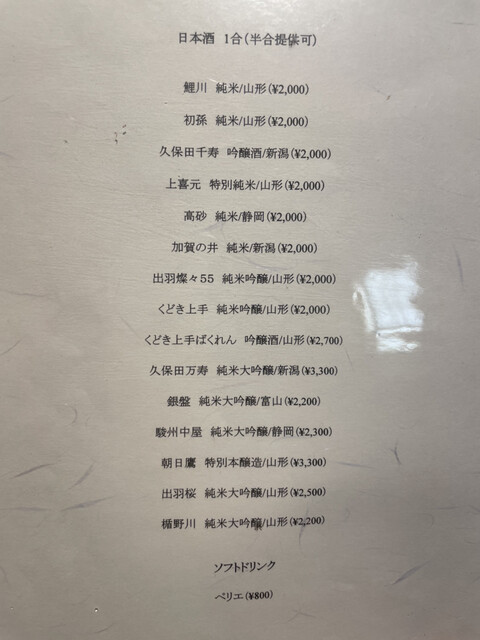 日本酒 1合(半合提供可)
鯉川 純米/山形(¥2,000)
初孫 純米/山形(¥2,000)
久保田千寿 吟醸酒/新潟(¥2,000)
上喜元 特別純米/山形(¥2,000)
高砂 純米/静岡(¥2,000)
加賀の井 純米/新潟(¥2,000)
出羽燦々55 純米吟醸/山形(¥2,000)
くどき上手 純米吟醸/山形(¥2,000)
くどき上手ばくれん 吟醸酒/山形(¥2,700)
久保田万寿 純米大吟醸/新潟(¥3,300)
銀盤 純米大吟醸/富山(¥2,200)
駿州中屋 純米大吟醸/静岡(¥2,300)
朝日鷹 特別本醸造/山形(¥3,300)
出羽桜 純米大吟醸/山形(¥2,500)
楯野川 純米大吟醸/山形(¥2,200)
ソフトドリンク
ペリエ(¥800)